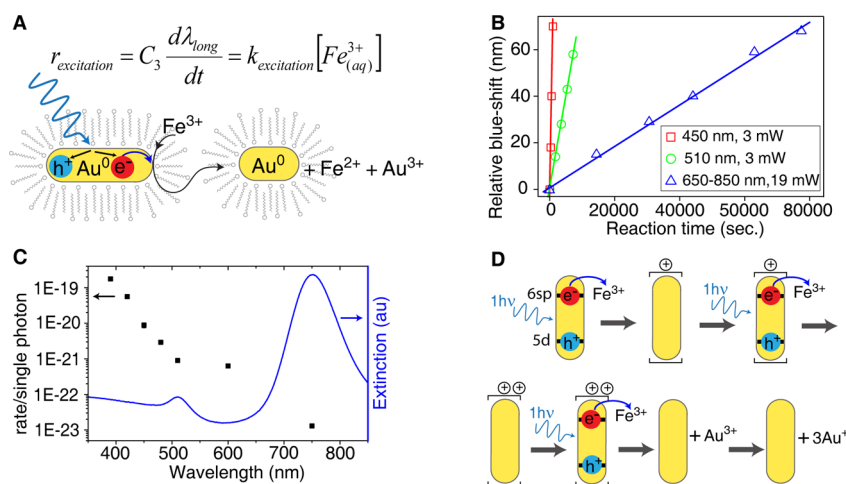 A
r_excitation = C_3 dλ_long/dt = k_excitation [Fe^3+_(aq)]
Fe3+
h+ Au0 e-
Au0 + Fe2+ + Au3+
B
Relative blue-shift (nm)
60
40
20
0
450 nm, 3 mW
510 nm, 3 mW
650-850 nm,19 mW
0 20000 40000 60000 80000
Reaction time (sec.)
C
rate/single photon
1E-19
1E-20
1E-21
1E-22
1E-23
Extinction (au)
400 500 600 700 800
Wavelength (nm)
D
6sp e- Fe3+
1hν
5d h+
+
1hν
+
e- Fe3+
h+
++
1hν
++
e- Fe3+
h+
+ Au3+
+ 3Au+